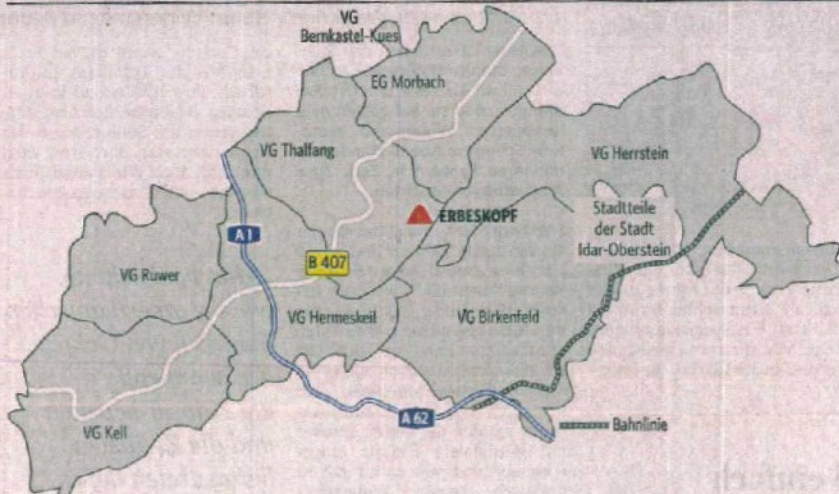 VG
Bernkastel-Kues
EG Morbach
VG Thalfang
VG Herrstein
Stadtteile
der Stadt
Idar-Oberstein
ERBESKOPF
A 1
B 407
VG Ruwer
VG Hermeskeil
VG Birkenfeld
A 62
Bahnlinie
VG Kell